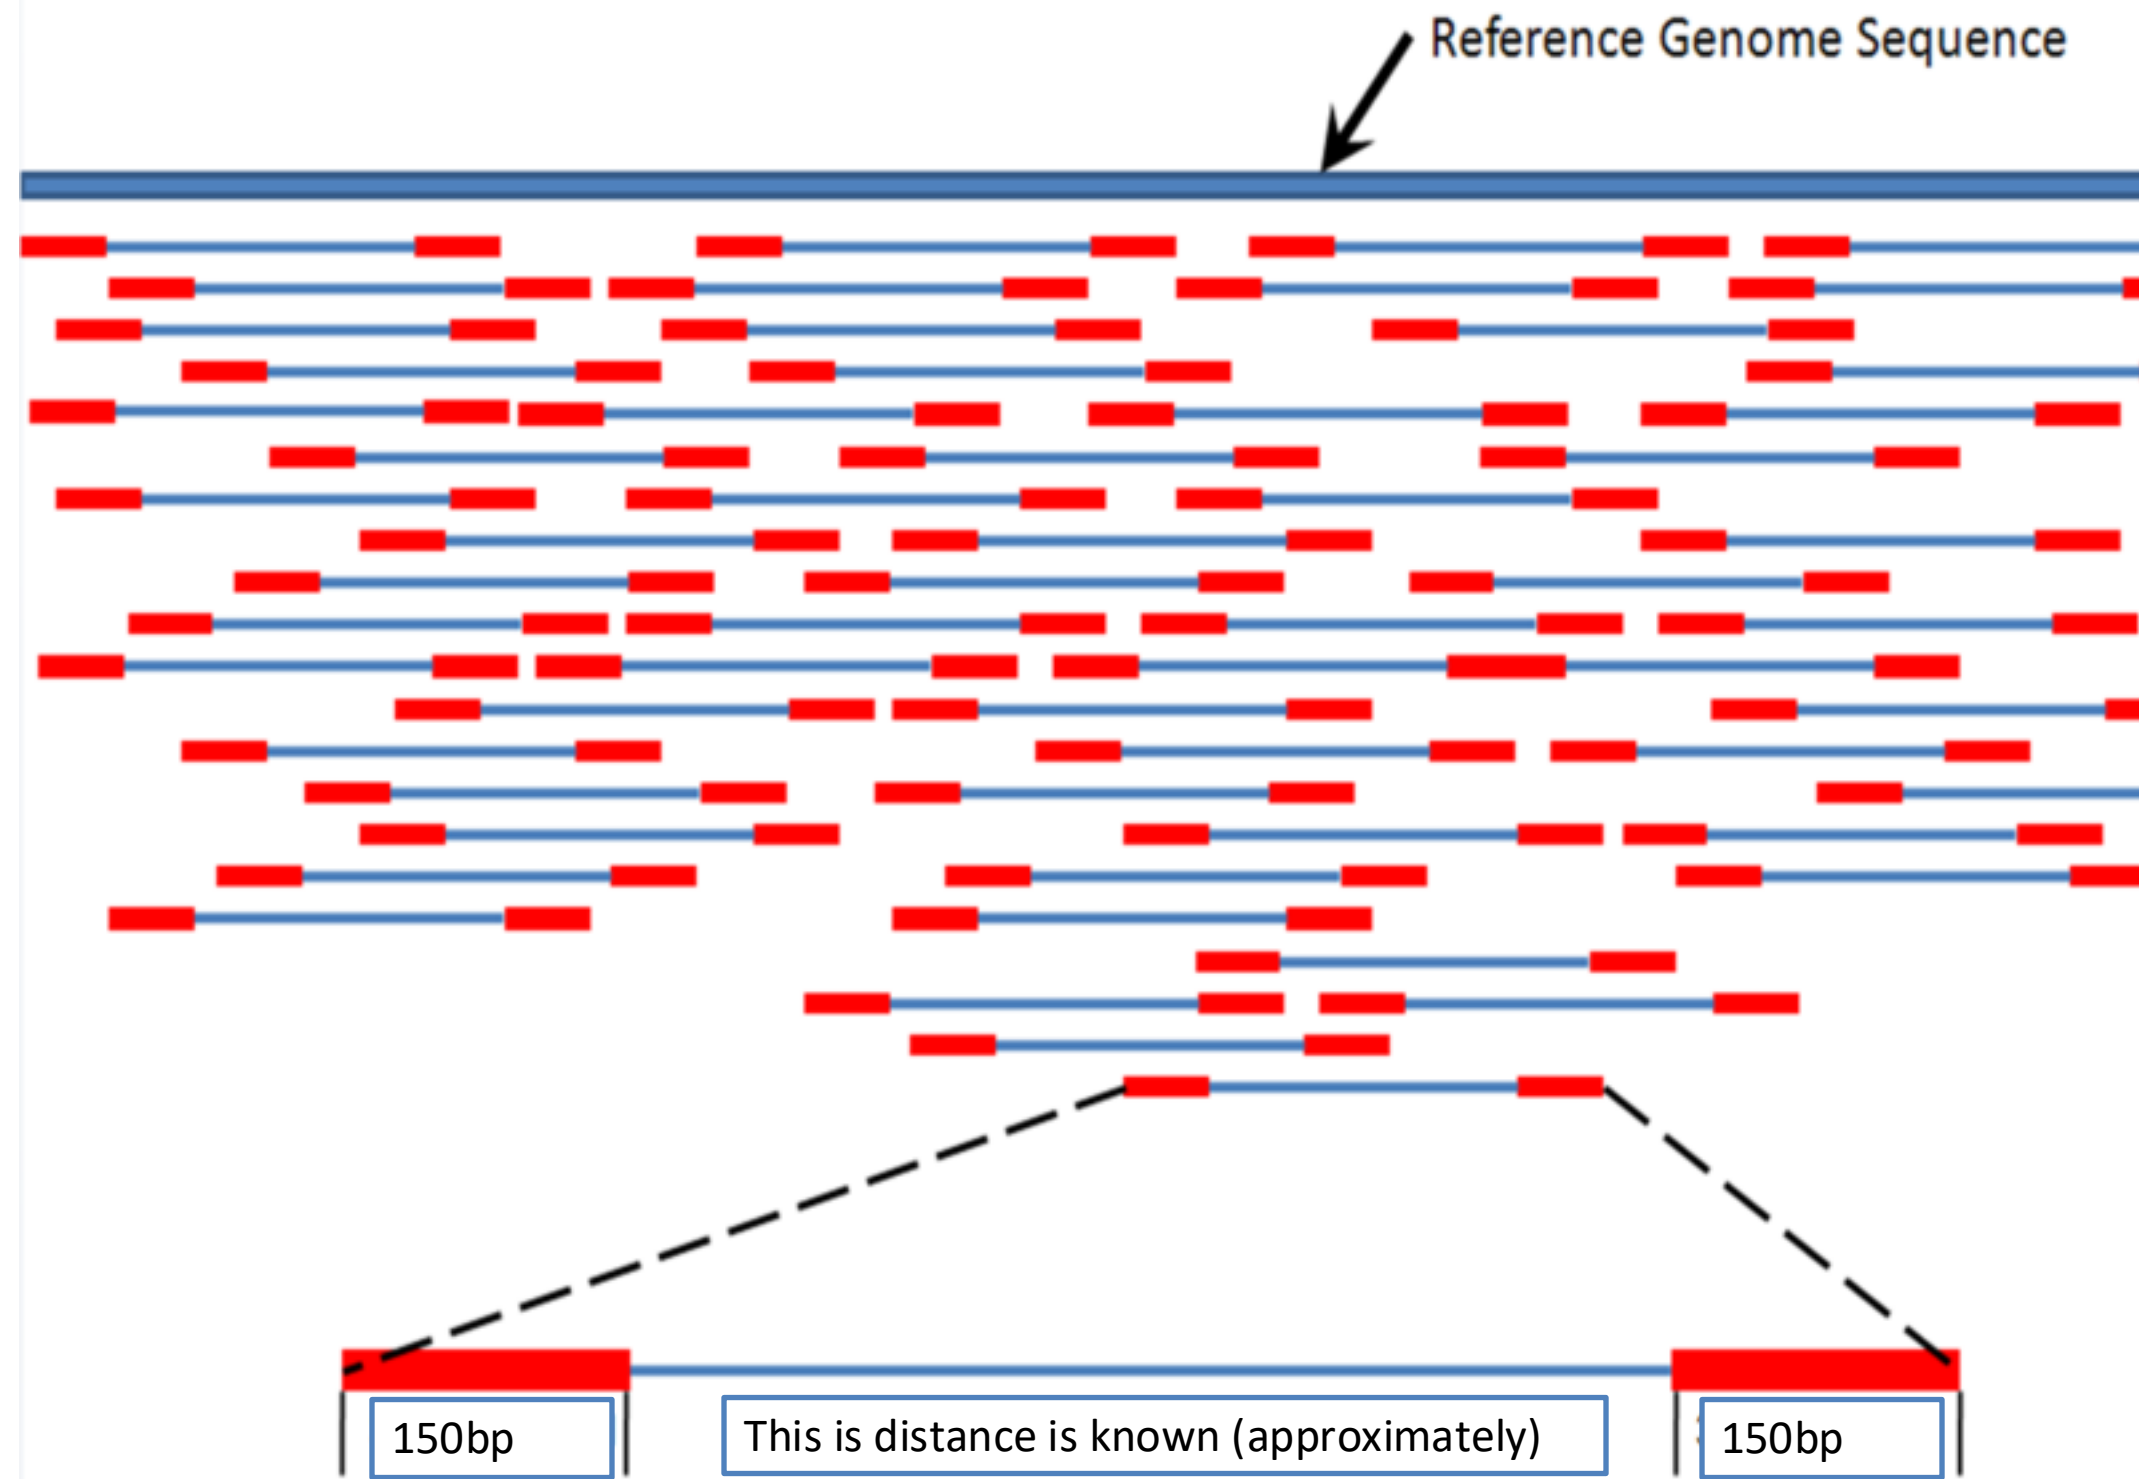 Reference Genome Sequence
150bp
This is distance is known (approximately)
150bp